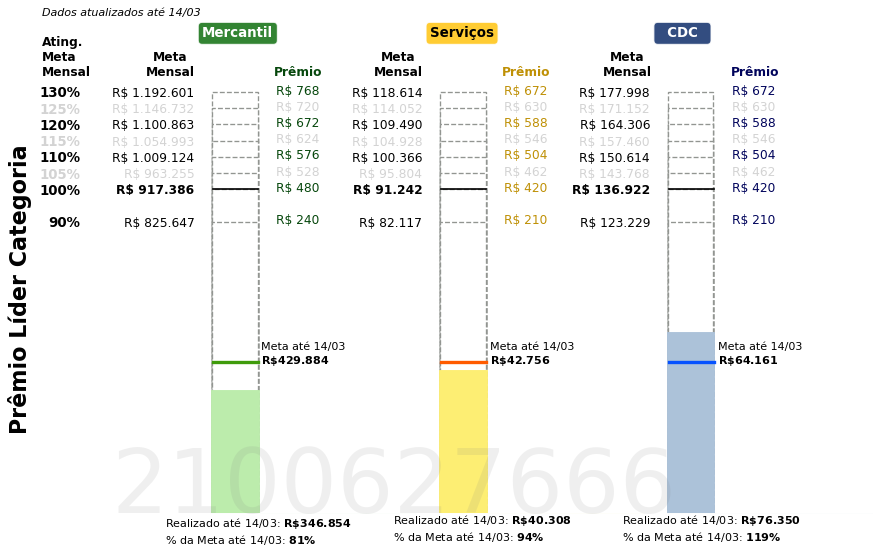 Dados atualizados até 14/03
Mercantil Serviços CDC
Ating. Meta Mensal Meta Mensal Prêmio Meta Mensal Prêmio Meta Mensal Prêmio
130% R$ 1.192.601 R$ 768 R$ 118.614 R$ 672 R$ 177.998 R$ 672
125% R$ 1.146.732 R$ 720 R$ 114.052 R$ 630 R$ 171.152 R$ 630
120% R$ 1.100.863 R$ 672 R$ 109.490 R$ 588 R$ 164.306 R$ 588
115% R$ 1.054.993 R$ 624 R$ 104.928 R$ 546 R$ 157.460 R$ 546
110% R$ 1.009.124 R$ 576 R$ 100.366 R$ 504 R$ 150.614 R$ 504
105% R$ 963.255 R$ 528 R$ 95.804 R$ 462 R$ 143.768 R$ 462
100% R$ 917.386 R$ 480 R$ 91.242 R$ 420 R$ 136.922 R$ 420
90% R$ 825.647 R$ 240 R$ 82.117 R$ 210 R$ 123.229 R$ 210
Prêmio Líder Categoria
Meta até 14/03 Meta até 14/03 Meta até 14/03
R$429.884 R$42.756 R$64.161
2100627666
Realizado até 14/03: R$346.854 Realizado até 14/03: R$40.308 Realizado até 14/03: R$76.350
% da Meta até 14/03: 81% % da Meta até 14/03: 94% % da Meta até 14/03: 119%